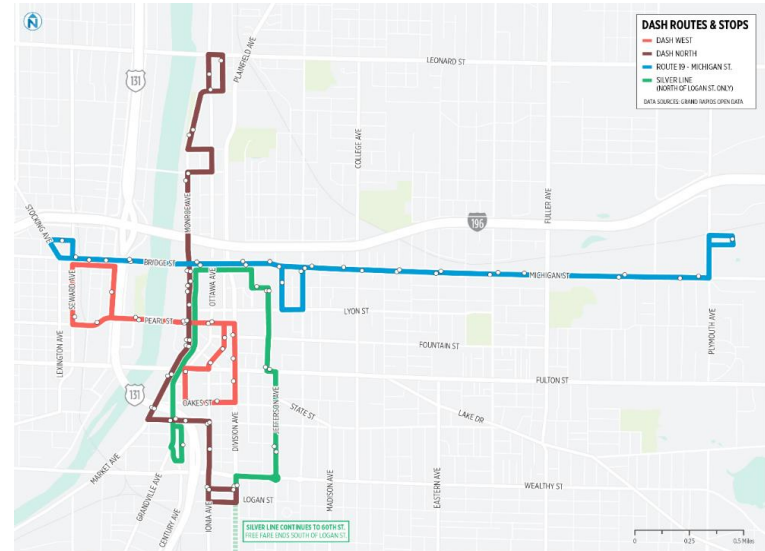 N
DASH ROUTES & STOPS
DASH WEST
DASH NORTH
ROUTE 19 - MICHIGAN ST.
SILVER LINE
(NORTH OF LOGAN ST. ONLY)
DATA SOURCES: GRAND RAPIDS OPEN DATA
PLAINFIELD AVE
LEONARD ST
131
COLLEGE AVE
FULLER AVE
STOCKING AVE
MONROE AVE
196
BRIDGE ST
MICHIGAN ST
SEWARD AVE
OTTAWA AVE
LYON ST
PEARL ST
PLYMOUTH AVE
LEXINGTON AVE
FOUNTAIN ST
FULTON ST
131
OAKES ST
STATE ST
LAKE DR
DIVISION AVE
JEFFERSON AVE
MARKET AVE
GRANDVILLE AVE
MADISON AVE
EASTERN AVE
WEALTHY ST
LOGAN ST
IONIA AVE
CENTURY AVE
SILVER LINE CONTINUES TO 60TH ST.
FREE FARE ENDS SOUTH OF LOGAN ST.
0 0.25 0.5 Miles